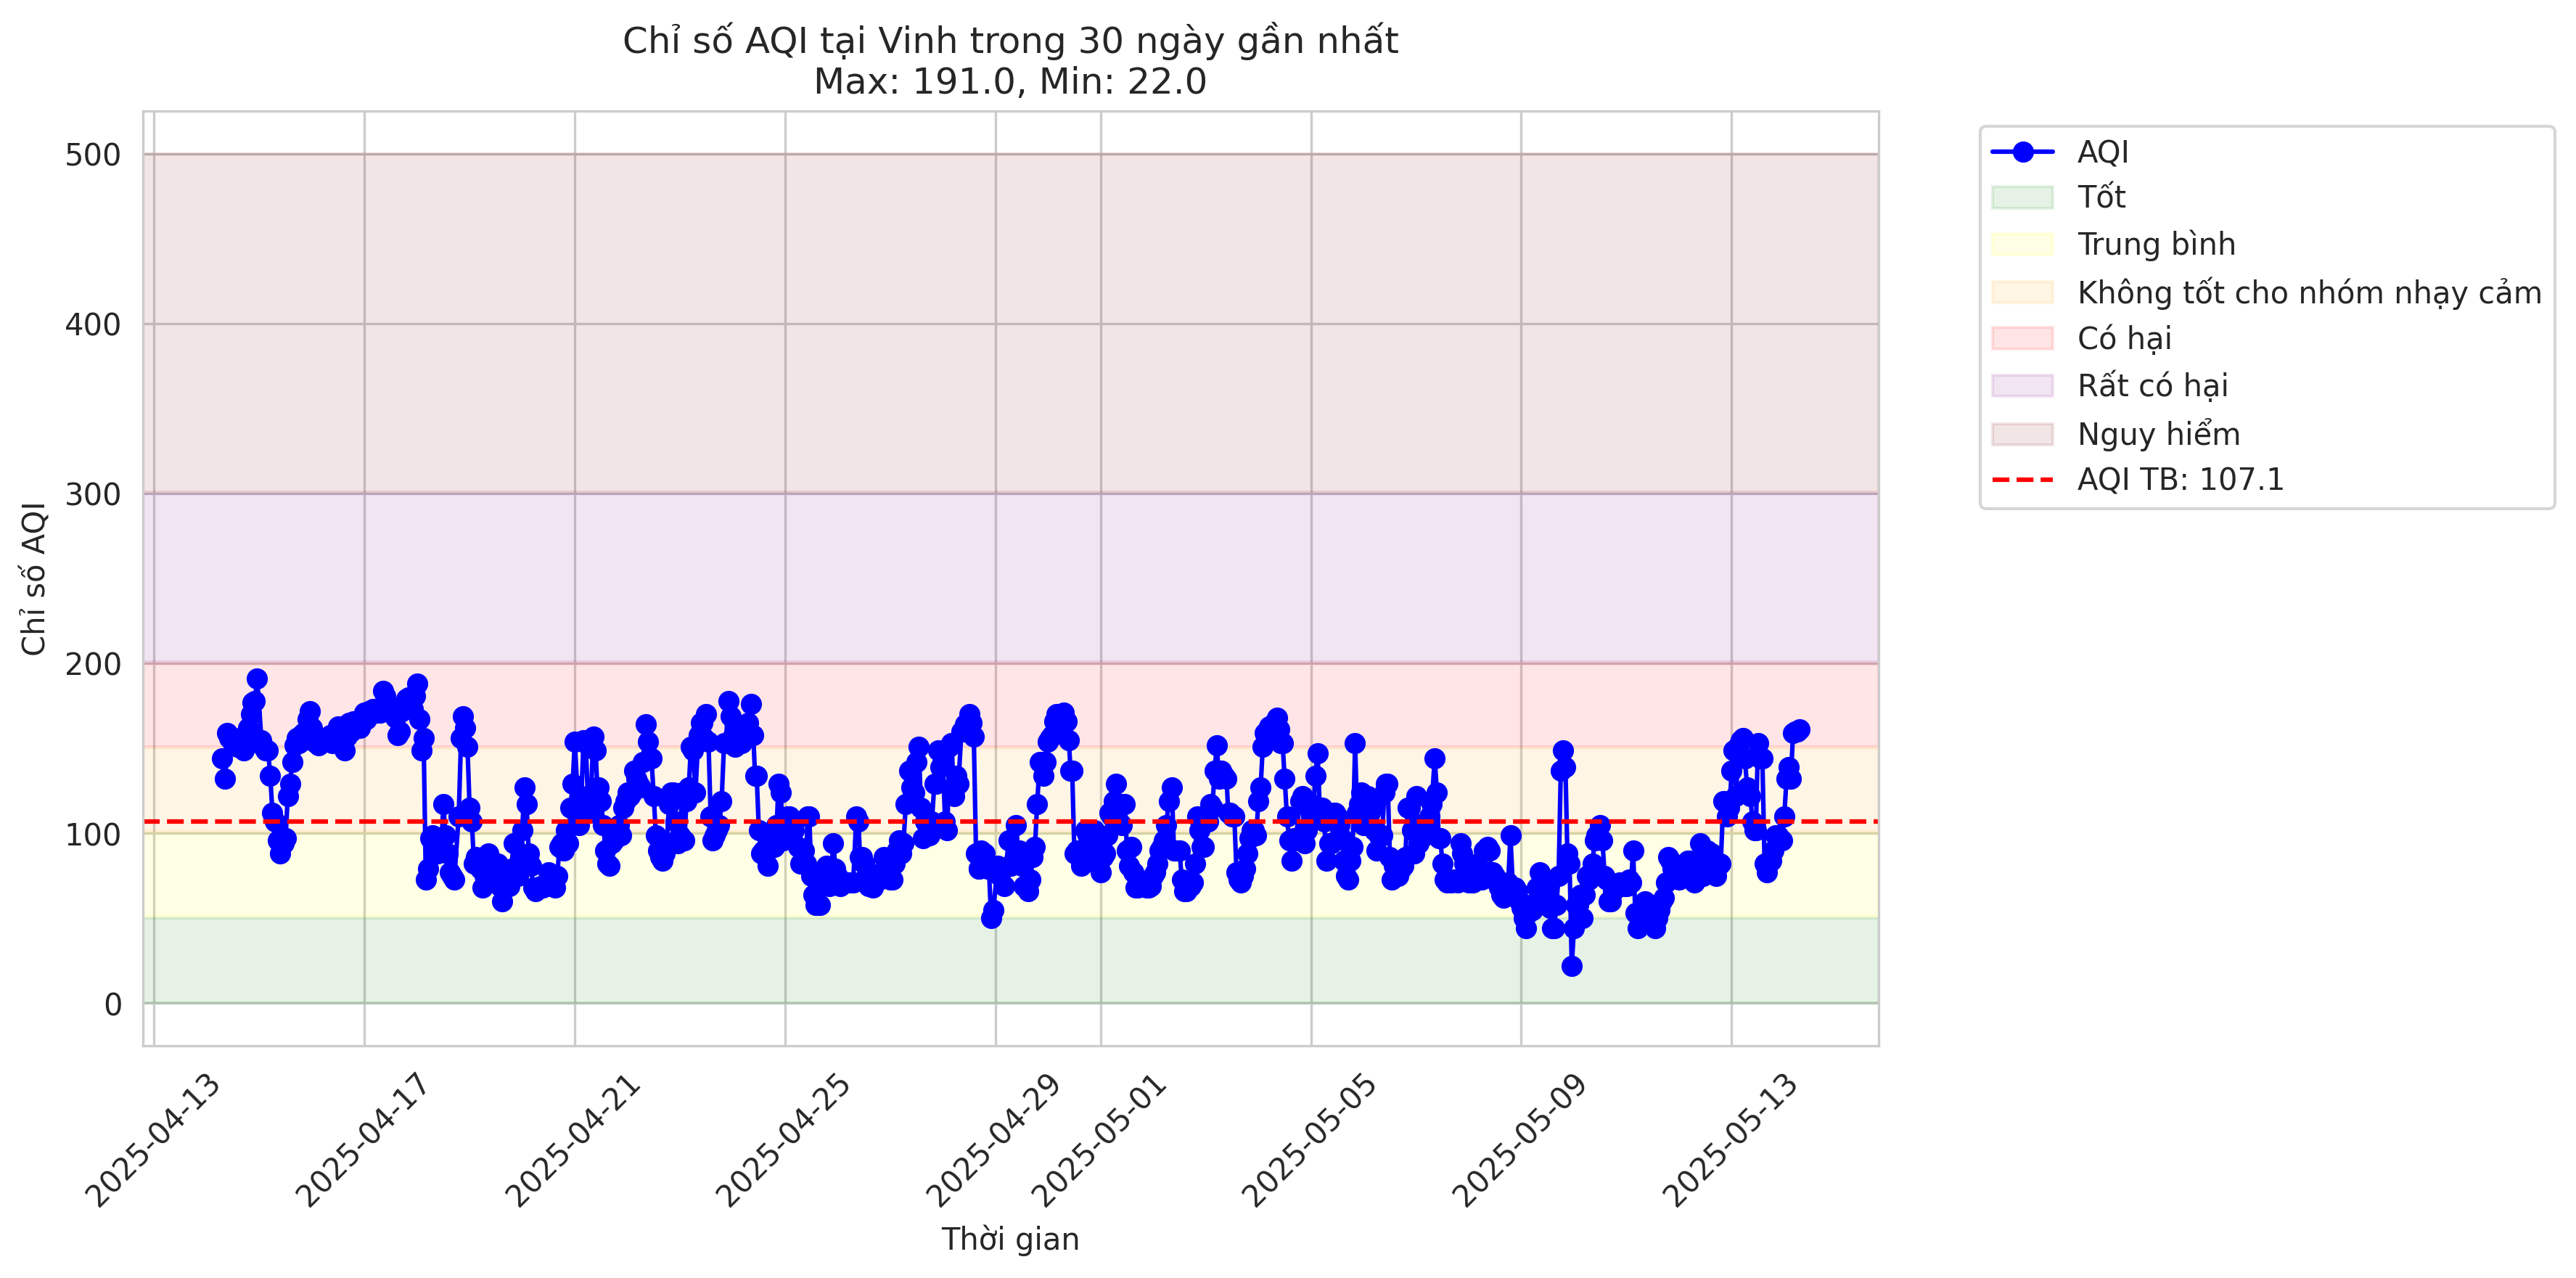 Chỉ số AQI tại Vinh trong 30 ngày gần nhất
Max: 191.0, Min: 22.0
Chỉ số AQI
500
400
300
200
100
0
2025-04-13
2025-04-17
2025-04-21
2025-04-25
2025-04-29
2025-05-01
2025-05-05
2025-05-09
2025-05-13
Thời gian
AQI
Tốt
Trung bình
Không tốt cho nhóm nhạy cảm
Có hại
Rất có hại
Nguy hiểm
AQI TB: 107.1